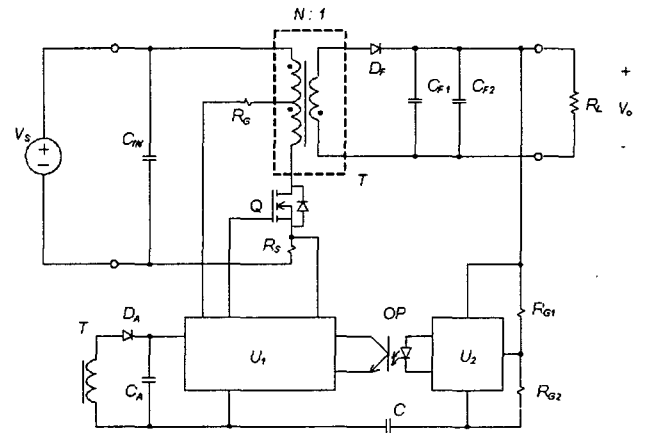 N : 1
D_F
C_F1
C_F2
R_L
+
V_o
-
R_G
V_S
+
-
C_IN
T
Q
R_S
T
D_A
C_A
U_1
OP
U_2
R_G1
R_G2
C